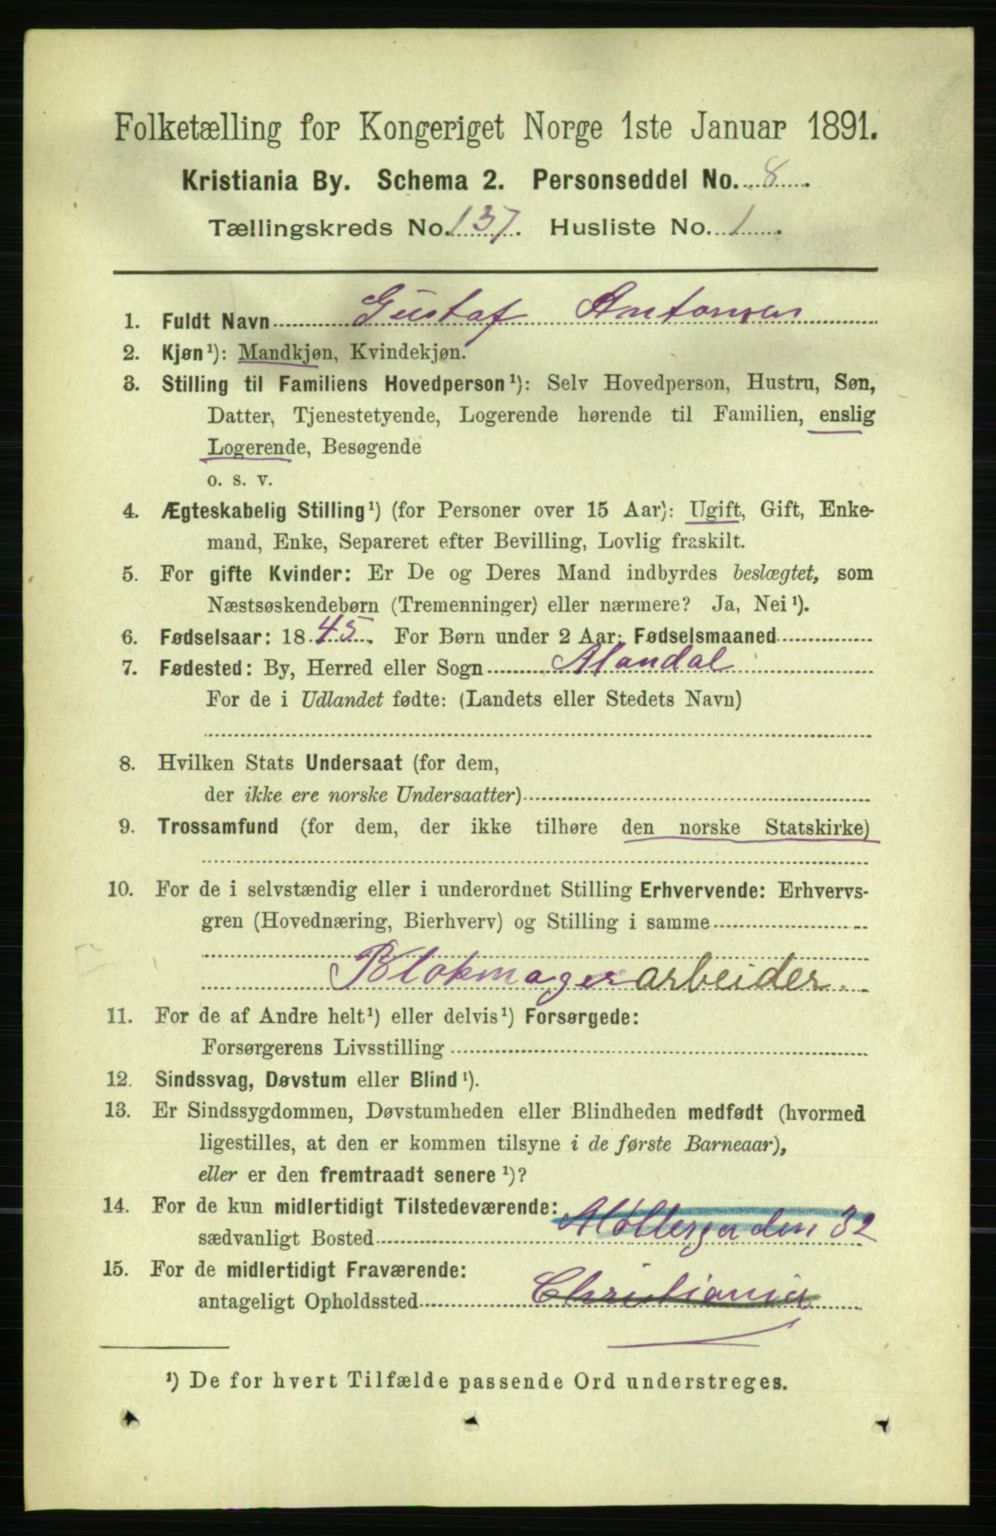 Folketælling for Kongeriget Norge 1ste Januar 1891.
Kristiania By. Schema 2. Personseddel No. 8.
Tællingskreds No. 137. Husliste No. 1.
1. Fuldt Navn Gustaf Antonsen
2. Kjøn¹): Mandkjøn, Kvindekjøn.
3. Stilling til Familiens Hovedperson¹): Selv Hovedperson, Hustru, Søn,
Datter, Tjenestetyende, Logerende hørende til Familien, enslig
Logerende, Besøgende
o. s. v.
4. Ægteskabelig Stilling¹) (for Personer over 15 Aar): Ugift, Gift, Enke-
mand, Enke, Separeret efter Bevilling, Lovlig fraskilt.
5. For gifte Kvinder: Er De og Deres Mand indbyrdes beslægtet, som
Næstsøskendebørn (Tremenninger) eller nærmere? Ja, Nei¹).
6. Fødselsaar: 1845. For Børn under 2 Aar: Fødselsmaaned
7. Fødested: By, Herred eller Sogn Mandal
For de i Udlandet fødte: (Landets eller Stedets Navn)
8. Hvilken Stats Undersaat (for dem,
der ikke ere norske Undersaatter)
9. Trossamfund (for dem, der ikke tilhøre den norske Statskirke)
10. For de i selvstændig eller i underordnet Stilling Erhvervende: Erhvervs-
gren (Hovednæring, Bierhverv) og Stilling i samme
Blokmagerarbeider.
11. For de af Andre helt¹) eller delvis¹) Forsørgede:
Forsørgerens Livsstilling
12. Sindssvag, Døvstum eller Blind¹).
13. Er Sindssygdommen, Døvstumheden eller Blindheden medfødt (hvormed
ligestilles, at den er kommen tilsyne i de første Barneaar),
eller er den fremtraadt senere¹)?
14. For de kun midlertidigt Tilstedeværende:
sædvanligt Bosted Møllergaden 32
15. For de midlertidigt Fraværende:
antageligt Opholdssted Christiania
¹) De for hvert Tilfælde passende Ord understreges.